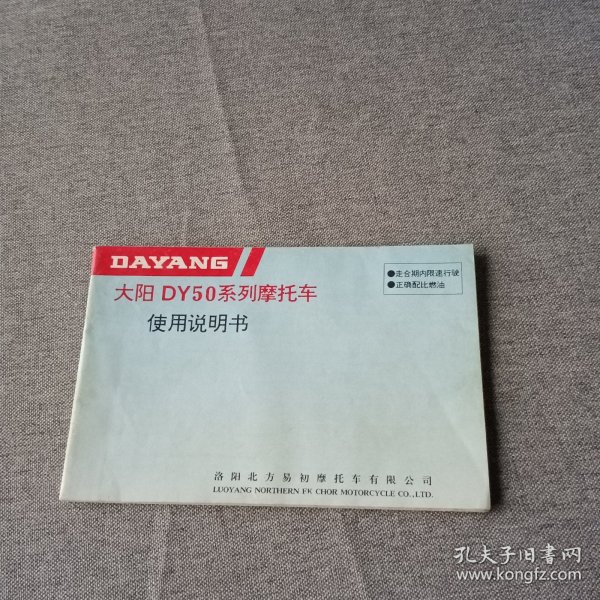 DAYANG
大阳 DY50系列摩托车
使用说明书
●走合期内限速行驶
●正确配比燃油
洛阳北方易初摩托车有限公司
LUOYANG NORTHERN EK CHOR MOTORCYCLE CO.,LTD.
孔夫子旧书网
www.kongfz.com